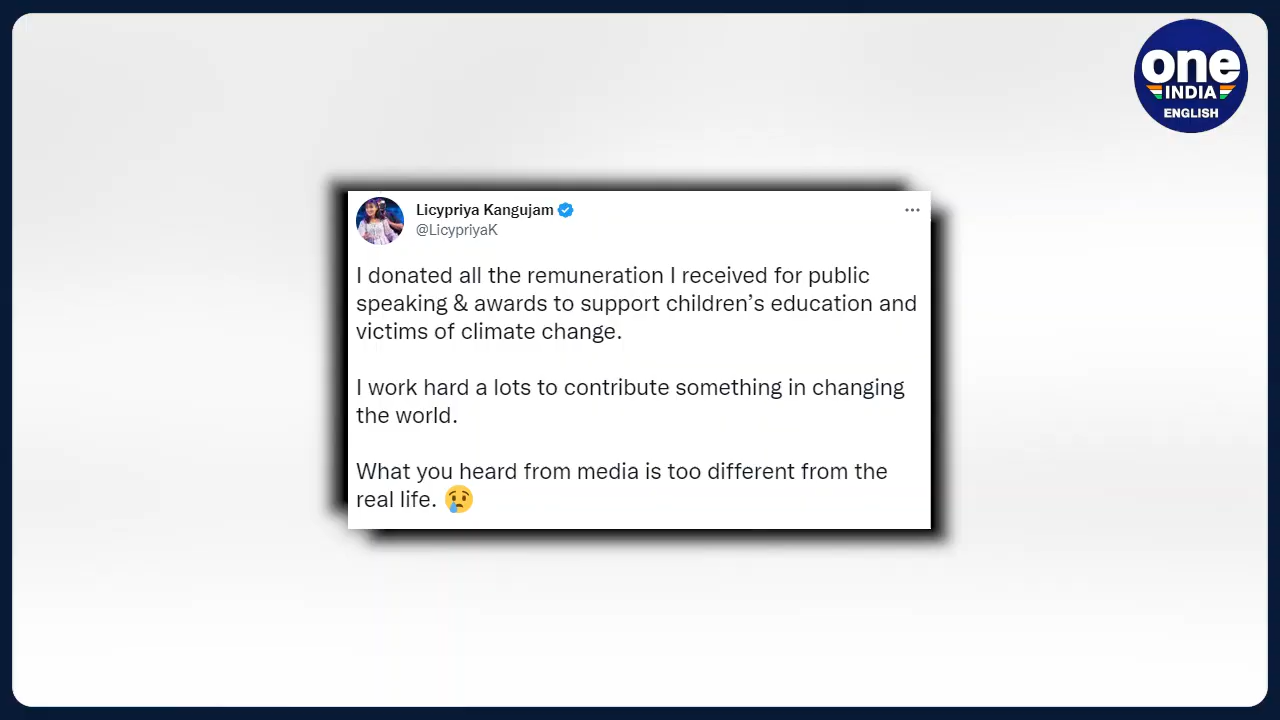 one
INDIA
ENGLISH
Licypriya Kangujam
@LicypriyaK
I donated all the remuneration I received for public
speaking & awards to support children’s education and
victims of climate change.
I work hard a lots to contribute something in changing
the world.
What you heard from media is too different from the
real life. 😢